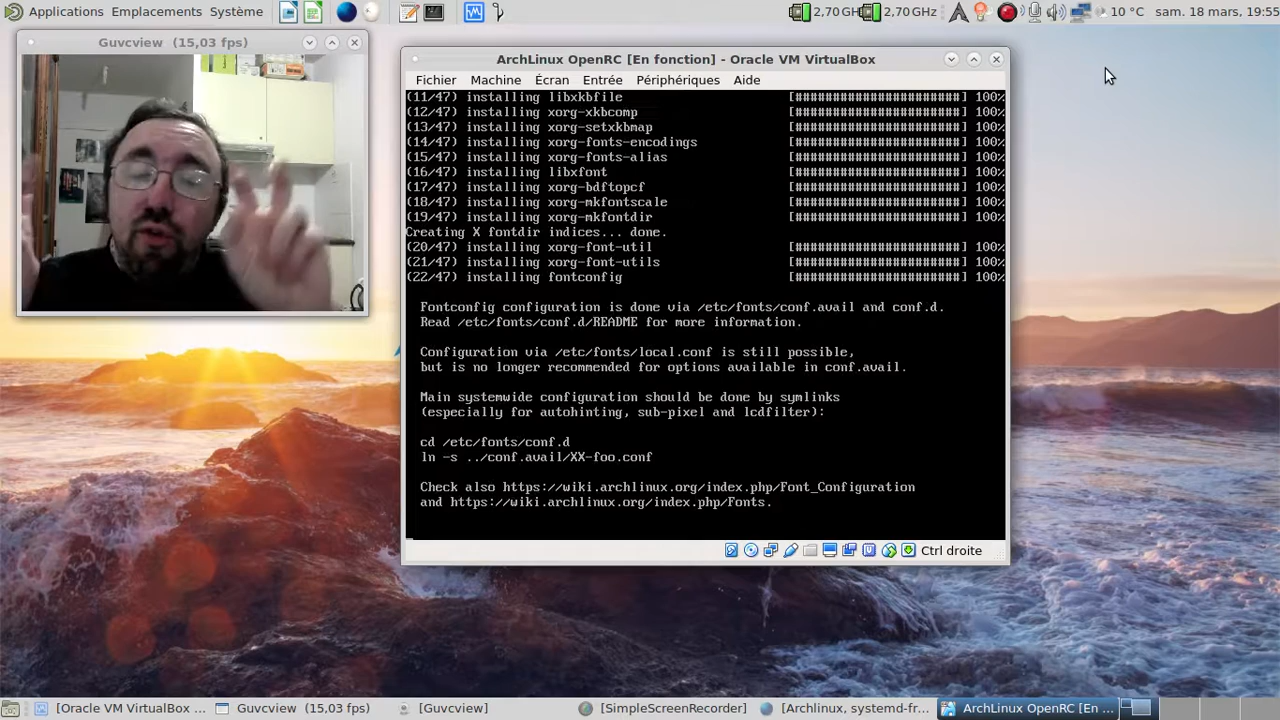 Applications Emplacements Système 2,70 GH 2,70 GHz 10 °C sam. 18 mars, 19:55
Guvcview (15,03 fps)
ArchLinux OpenRC [En fonction] - Oracle VM VirtualBox
Fichier Machine Écran Entrée Périphériques Aide
(11/47) installing libxkbfile [######################] 100%
(12/47) installing xorg-xkbcomp [######################] 100%
(13/47) installing xorg-setxkbmap [######################] 100%
(14/47) installing xorg-fonts-encodings [######################] 100%
(15/47) installing xorg-fonts-alias [######################] 100%
(16/47) installing libxfont [######################] 100%
(17/47) installing xorg-bdftopcf [######################] 100%
(18/47) installing xorg-mkfontscale [######################] 100%
(19/47) installing xorg-mkfontdir [######################] 100%
Creating X fontdir indices... done.
(20/47) installing xorg-font-util [######################] 100%
(21/47) installing xorg-font-utils [######################] 100%
(22/47) installing fontconfig [######################] 100%
Fontconfig configuration is done via /etc/fonts/conf.avail and conf.d.
Read /etc/fonts/conf.d/README for more information.
Configuration via /etc/fonts/local.conf is still possible,
but is no longer recommended for options available in conf.avail.
Main systemwide configuration should be done by symlinks
(especially for autohinting, sub-pixel and lcdfilter):
cd /etc/fonts/conf.d
ln -s ../conf.avail/XX-foo.conf
Check also https://wiki.archlinux.org/index.php/Font_Configuration
and https://wiki.archlinux.org/index.php/Fonts.
Ctrl droite
[Oracle VM VirtualBox ... Guvcview (15,03 fps) [Guvcview] [SimpleScreenRecorder] [Archlinux, systemd-fr... ArchLinux OpenRC [En ...